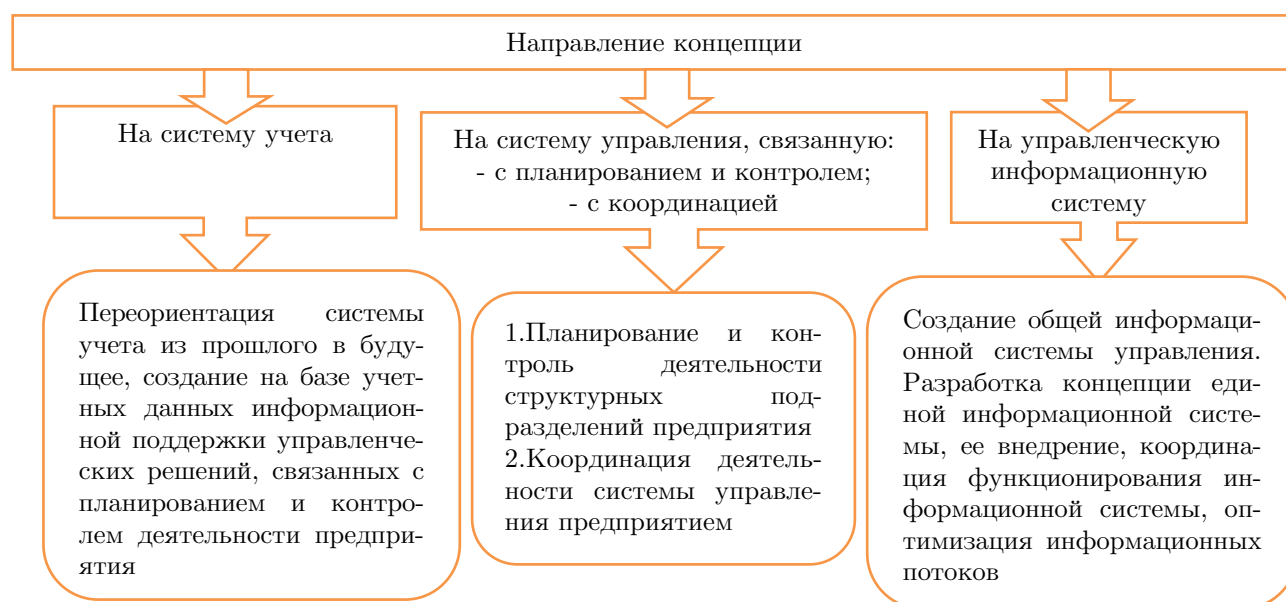 Направление концепции
На систему учета
На систему управления, связанную:
- с планированием и контролем;
- с координацией
На управленческую
информационную
систему
Переориентация системы
учета из прошлого в буду-
щее, создание на базе учет-
ных данных информацион-
ной поддержки управленче-
ских решений, связанных с
планированием и контро-
лем деятельности предпри-
ятия
1.Планирование и кон-
троль деятельности
структурных под-
разделений предприятия
2.Координация деятель-
ности системы управле-
ния предприятием
Создание общей информаци-
онной системы управления.
Разработка концепции еди-
ной информационной систе-
мы, ее внедрение, координа-
ция функционирования ин-
формационной системы, оп-
тимизация информационных
потоков